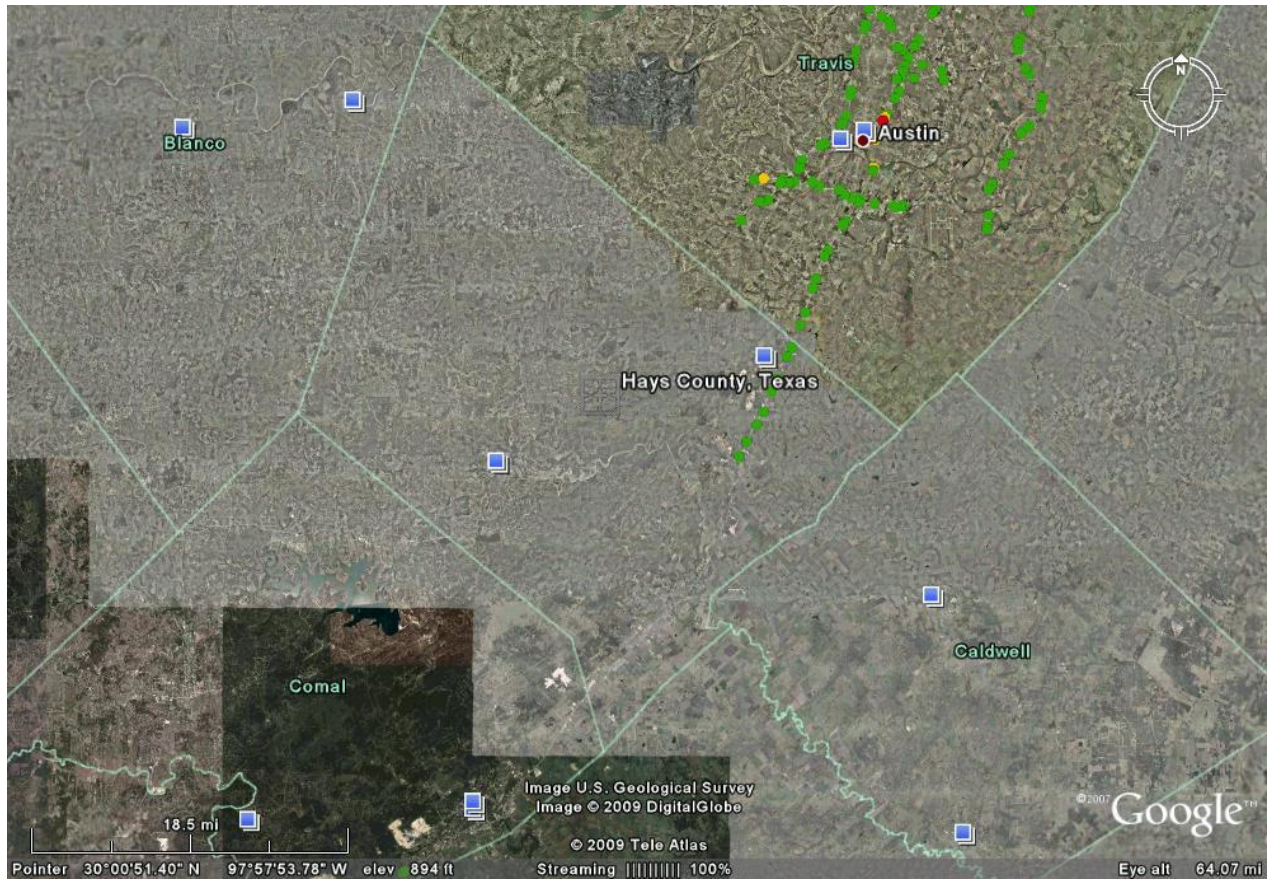 Travis
N
Austin
Blanco
Hays County, Texas
Caldwell
Comal
Image U.S. Geological Survey
Image © 2009 DigitalGlobe
© 2009 Tele Atlas
©2007 Google™
18.5 mi
Pointer 30°00'51.40" N 97°57'53.78" W elev 894 ft Streaming |||||||||| 100% Eye alt 64.07 mi